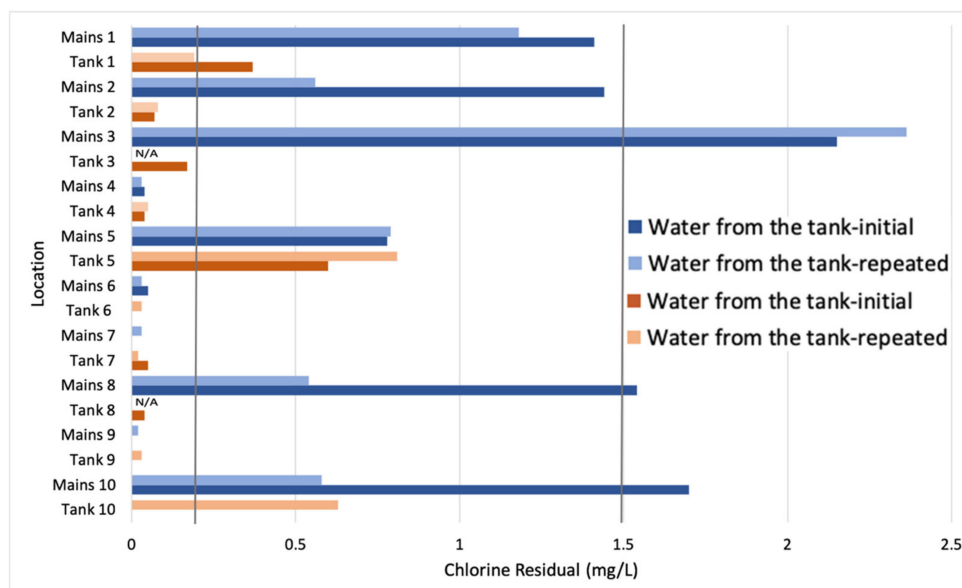 Location
Mains 1
Tank 1
Mains 2
Tank 2
Mains 3
N/A
Tank 3
Mains 4
Tank 4
Mains 5
Tank 5
Mains 6
Tank 6
Mains 7
Tank 7
Mains 8
N/A
Tank 8
Mains 9
Tank 9
Mains 10
Tank 10
Water from the tank-initial
Water from the tank-repeated
Water from the tank-initial
Water from the tank-repeated
0 0.5 1 1.5 2 2.5
Chlorine Residual (mg/L)